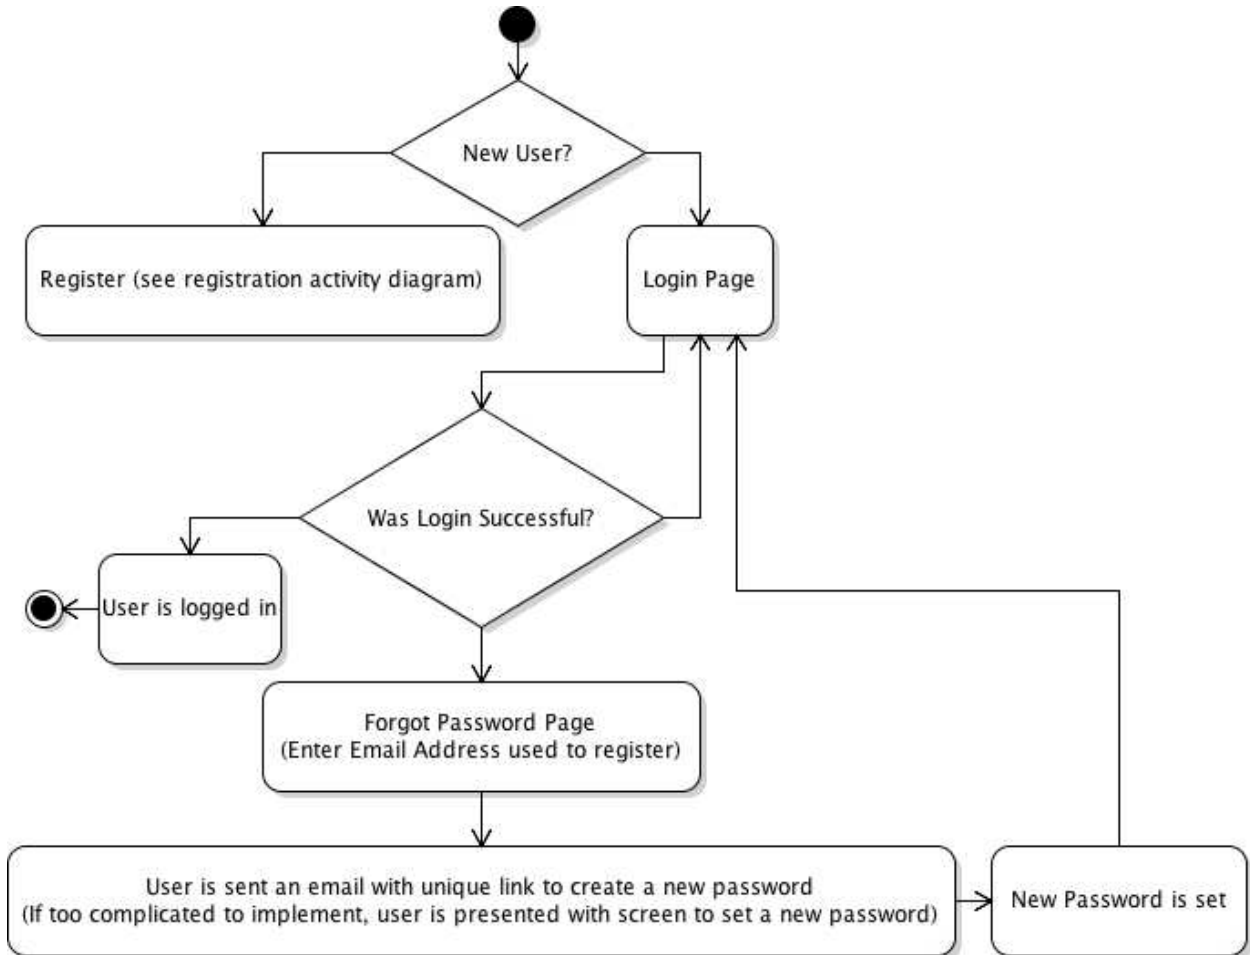 New User?
Register (see registration activity diagram)
Login Page
Was Login Successful?
User is logged in
Forgot Password Page
(Enter Email Address used to register)
User is sent an email with unique link to create a new password
(If too complicated to implement, user is presented with screen to set a new password)
New Password is set